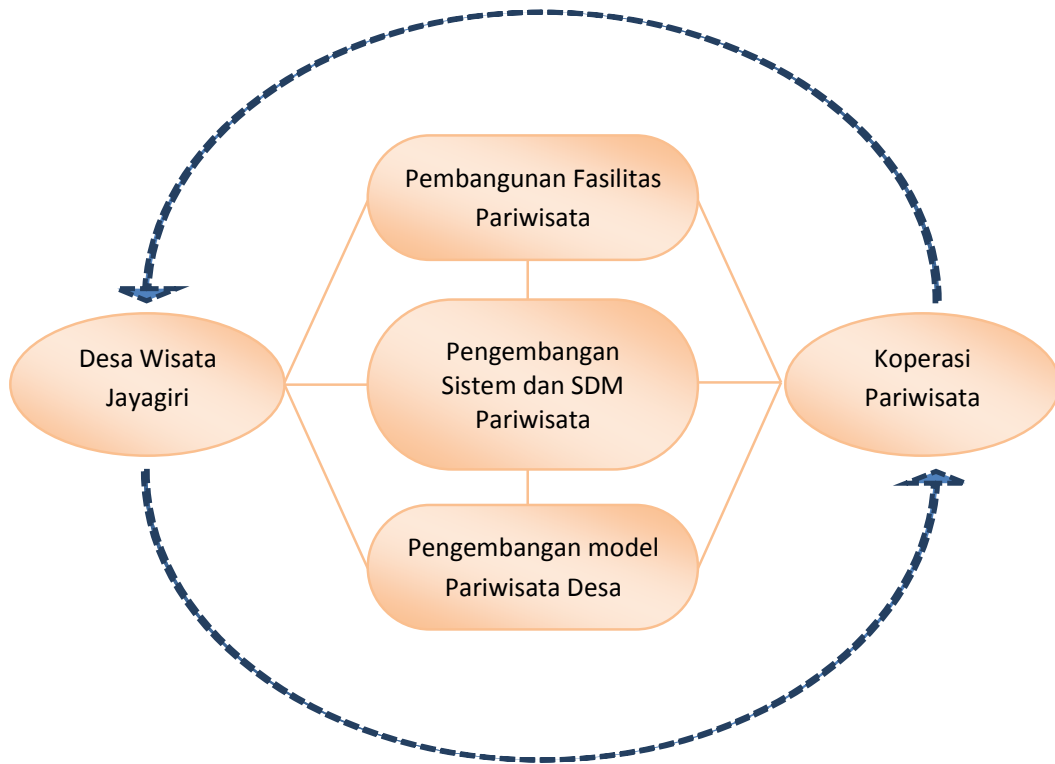 Pembangunan Fasilitas
Pariwisata
Desa Wisata
Jayagiri
Pengembangan
Sistem dan SDM
Pariwisata
Koperasi
Pariwisata
Pengembangan model
Pariwisata Desa